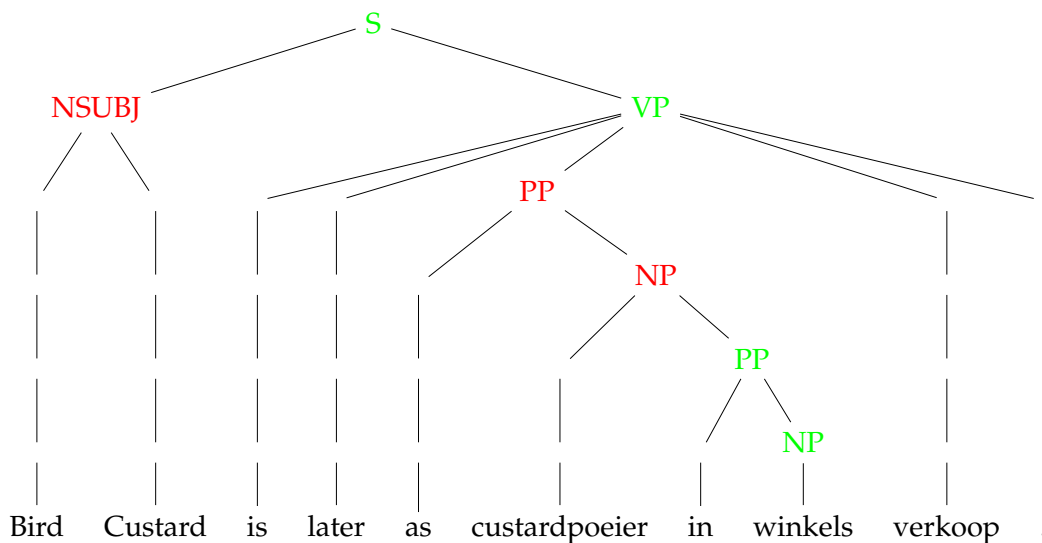 S
NSUBJ VP
PP
NP
PP
NP
Bird Custard is later as custardpoeier in winkels verkoop .